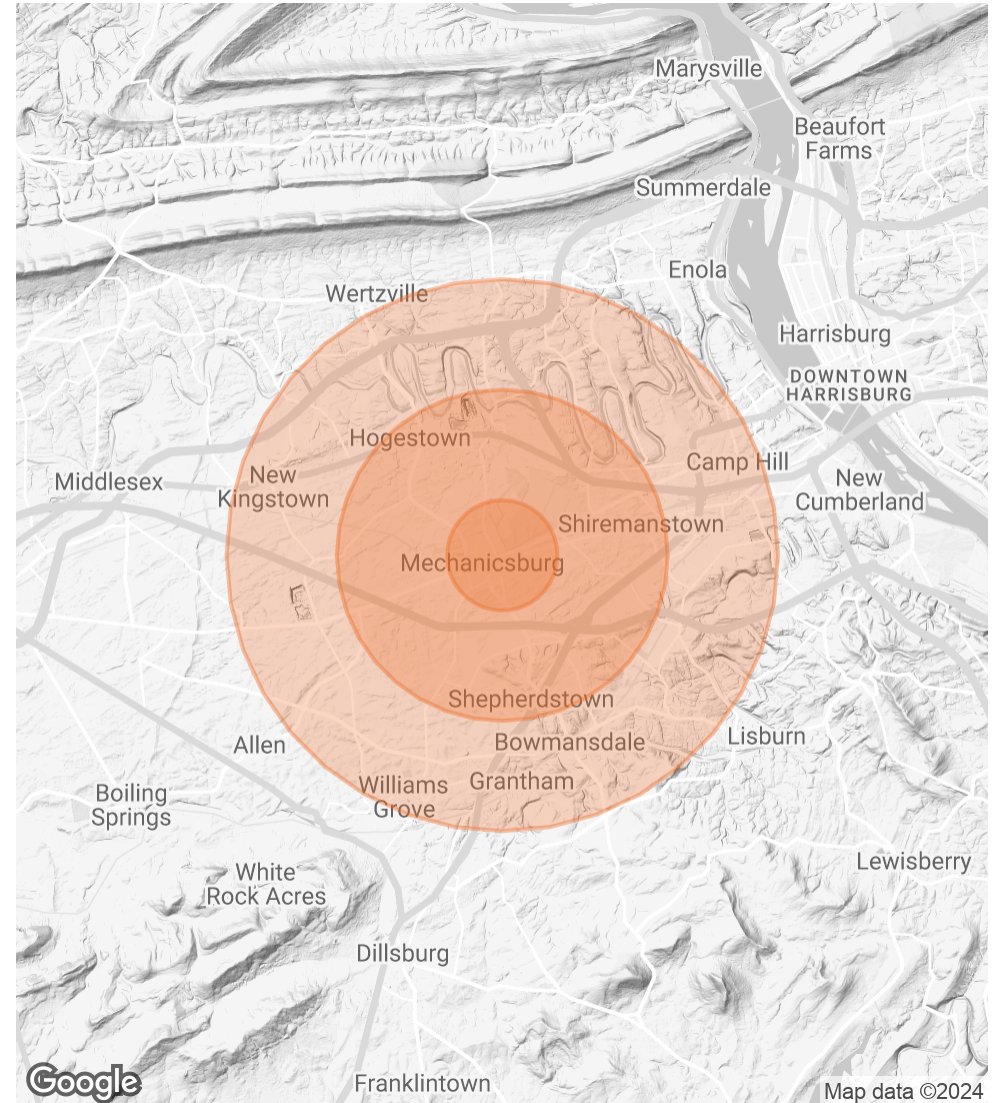 Marysville
Beaufort
Farms
Summerdale
Enola
Wertzville
Harrisburg
DOWNTOWN
HARRISBURG
Hogestown
Camp Hill
New
Kingstown
Middlesex
New
Cumberland
Shiremanstown
Mechanicsburg
Shepherdstown
Lisburn
Bowmansdale
Allen
Grantham
Williams
Grove
Boiling
Springs
Lewisberry
White
Rock Acres
Dillsburg
Franklintown
Google
Map data ©2024